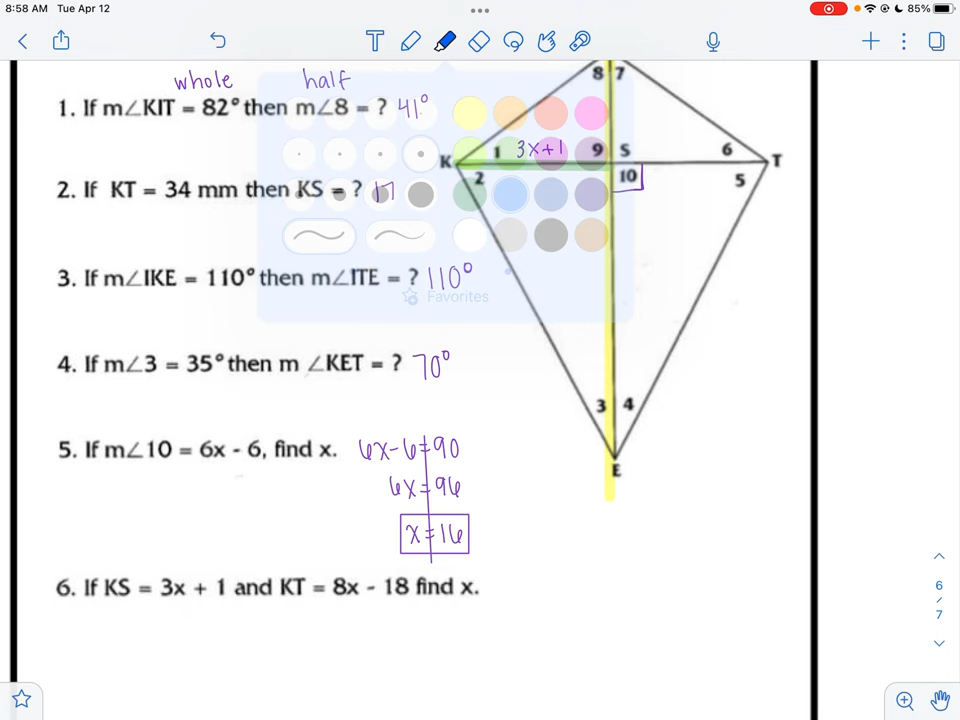 8:58 AM Tue Apr 12
85%
whole half
8 7
1. If m∠KIT = 82° then m∠8 = ? 41°
K 1 3x+1 9 S 6 T
2 10 5
2. If KT = 34 mm then KS = ? 17
3. If m∠IKE = 110° then m∠ITE = ? 110°
Favorites
4. If m∠3 = 35° then m ∠KET = ? 70°
3 4
E
5. If m∠10 = 6x - 6, find x. 6x-6=90
6x=96
x=16
6. If KS = 3x + 1 and KT = 8x - 18 find x.
6
/
7